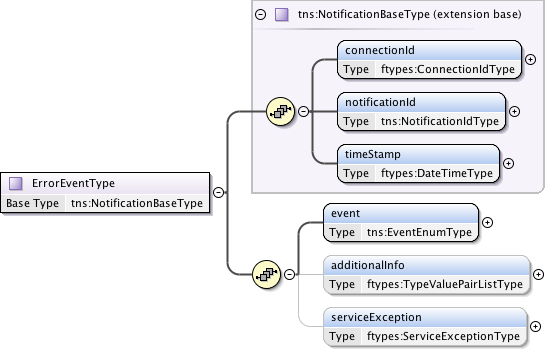 tns:NotificationBaseType (extension base)
connectionId
Type ftypes:ConnectionIdType
notificationId
Type tns:NotificationIdType
timeStamp
Type ftypes:DateTimeType
ErrorEventType
Base Type tns:NotificationBaseType
event
Type tns:EventEnumType
additionalInfo
Type ftypes:TypeValuePairListType
serviceException
Type ftypes:ServiceExceptionType